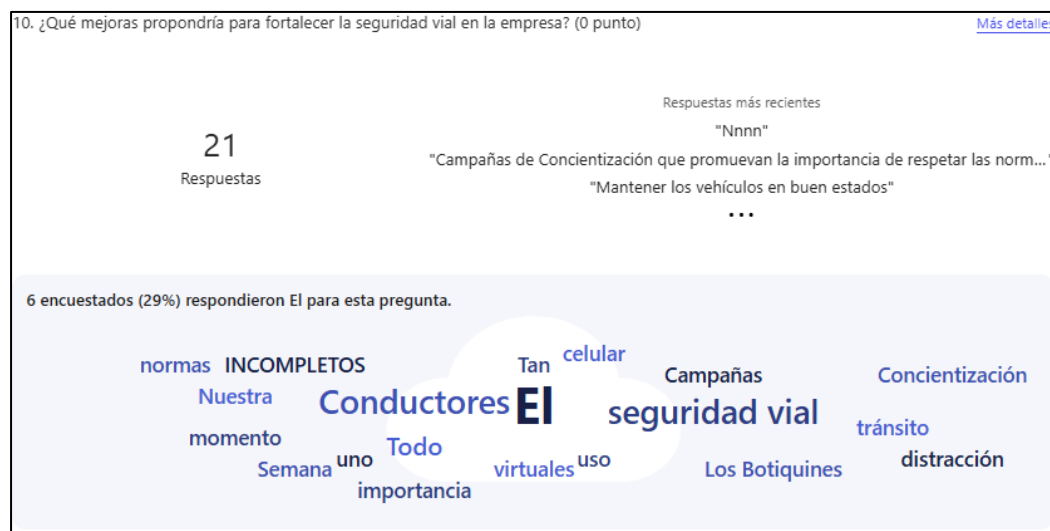 10. ¿Qué mejoras propondría para fortalecer la seguridad vial en la empresa? (0 punto)
Más detalles
Respuestas más recientes
21
Respuestas
"Nnnn"
"Campañas de Concientización que promuevan la importancia de respetar las norm..."
"Mantener los vehículos en buen estados"
...
6 encuestados (29%) respondieron El para esta pregunta.
normas INCOMPLETOS Tan celular
Campañas Concientización
Nuestra Conductores El seguridad vial
tránsito
momento Todo
Semana uno virtuales uso Los Botiquines distracción
importancia